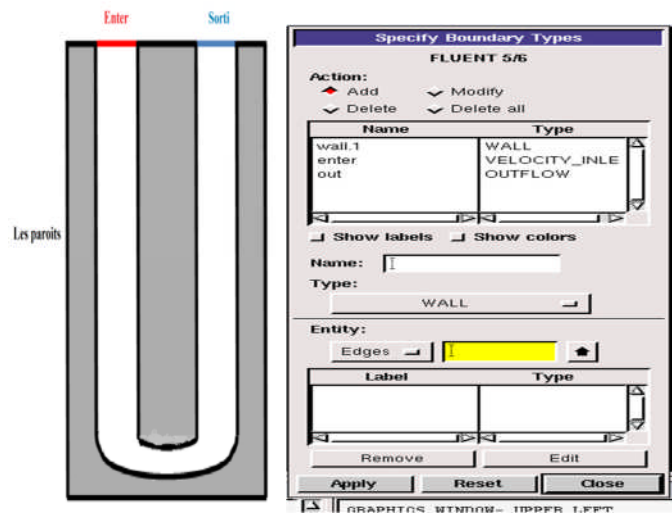 Enter Sorti
Les paroits
Specify Boundary Types
FLUENT 5/6
Action:
Add Modify
Delete Delete all
Name Type
wall.1 WALL
enter VELOCITY_INLE
out OUTFLOW
Show labels Show colors
Name:
Type:
WALL
Entity:
Edges
Label Type
Remove Edit
Apply Reset Close
GRAPHICS WINDOW- UPPER LEFT